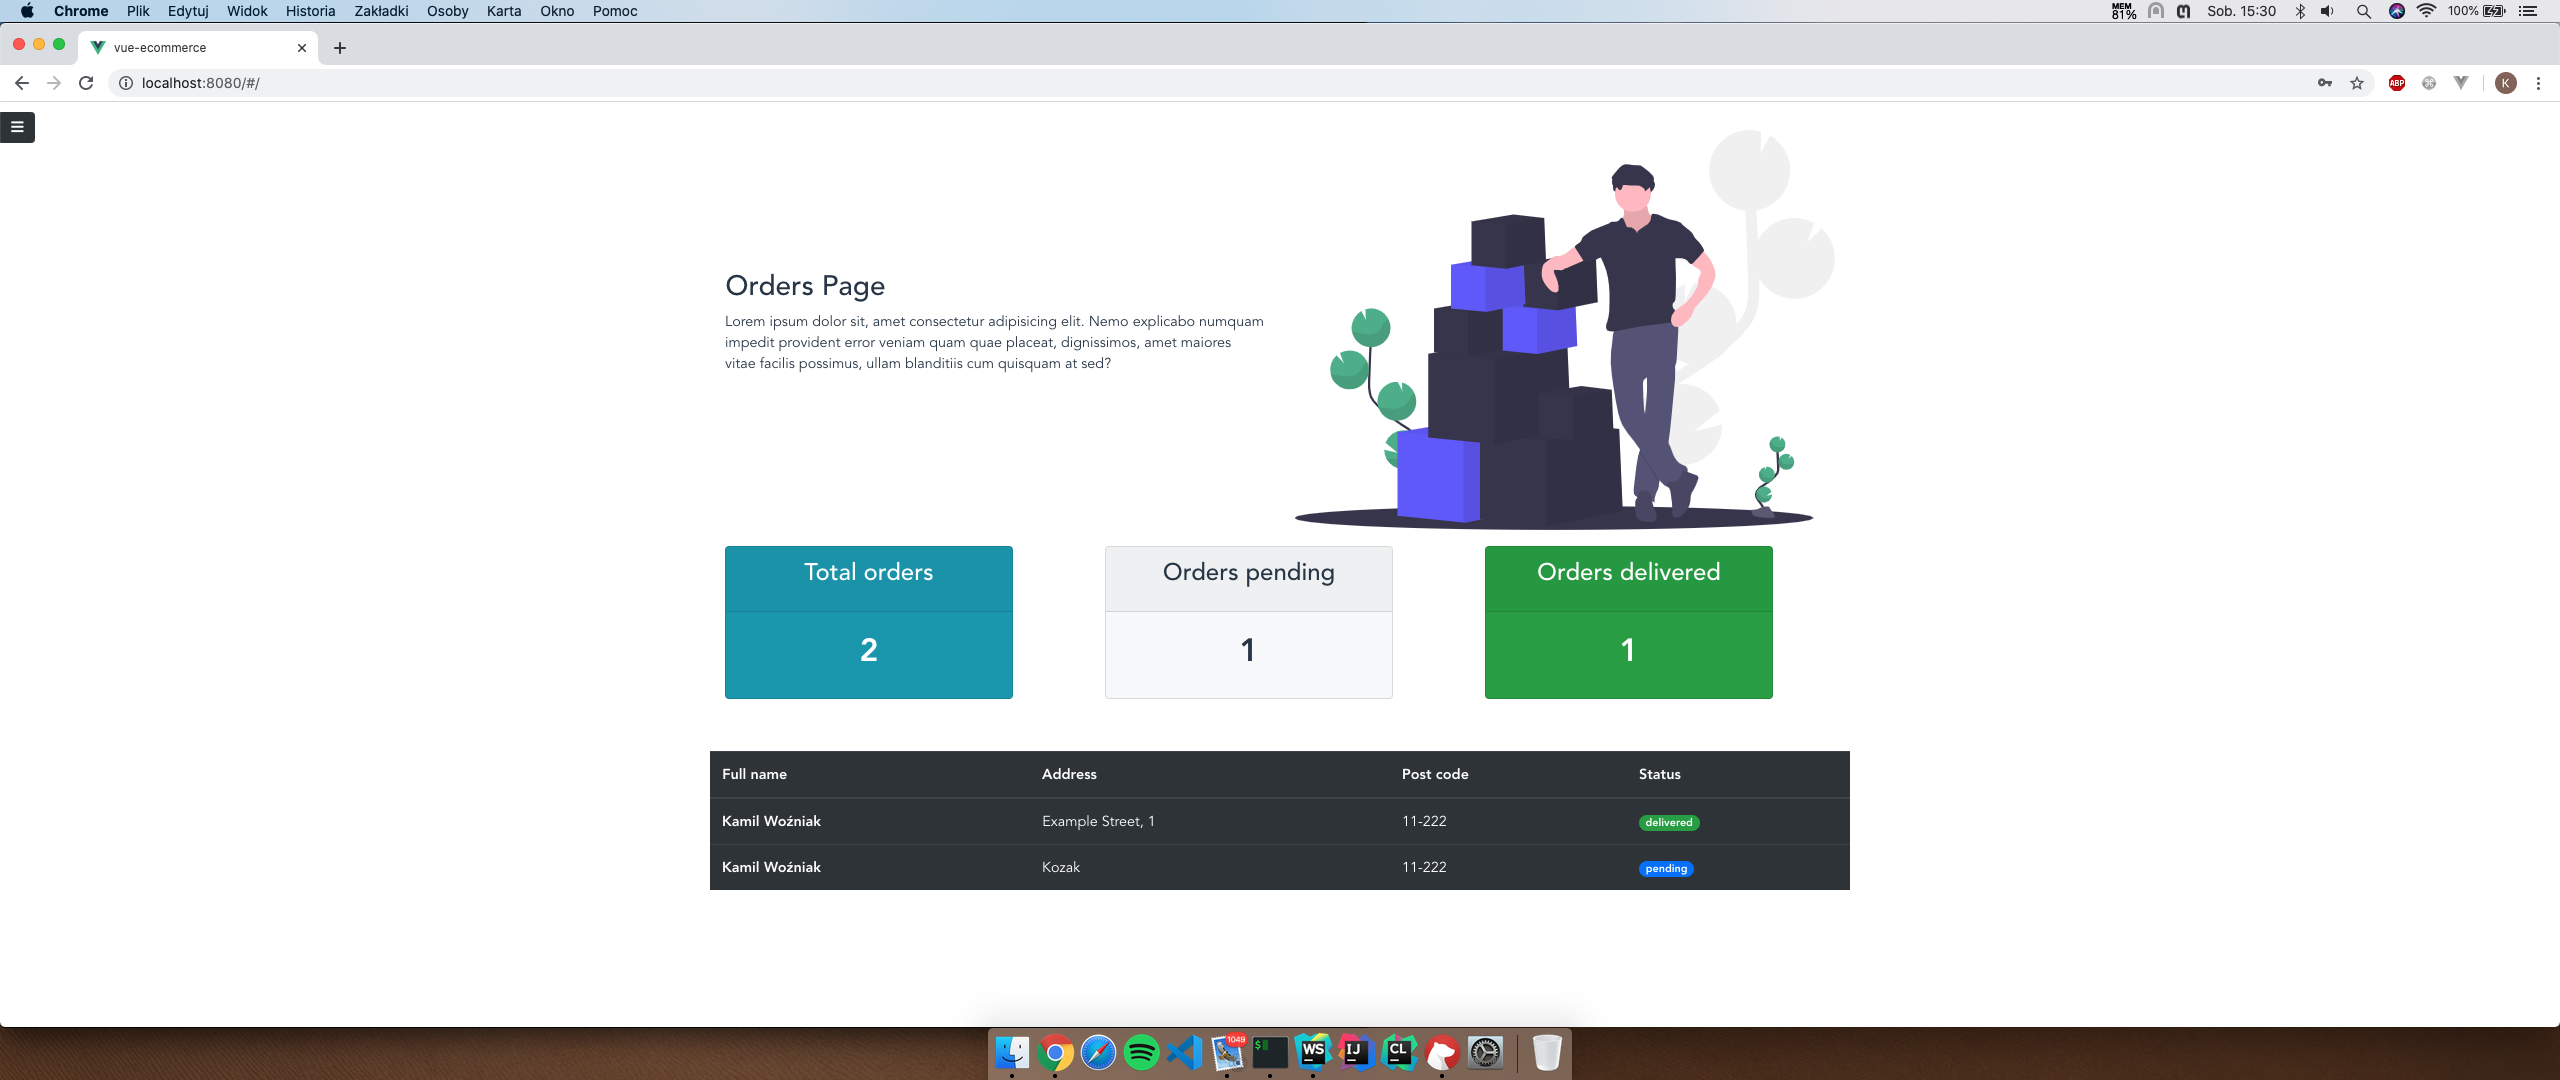 Chrome Plik Edytuj Widok Historia Zakładki Osoby Karta Okno Pomoc
MEM 81% Sob. 15:30 100%
vue-ecommerce
localhost:8080/#/
ABP K
Orders Page
Lorem ipsum dolor sit, amet consectetur adipisicing elit. Nemo explicabo numquam
impedit provident error veniam quam quae placeat, dignissimos, amet maiores
vitae facilis possimus, ullam blanditiis cum quisquam at sed?
Total orders Orders pending Orders delivered
2 1 1
Full name Address Post code Status
Kamil Woźniak Example Street, 1 11-222 delivered
Kamil Woźniak Kozak 11-222 pending
1049
$ WS IJ CL